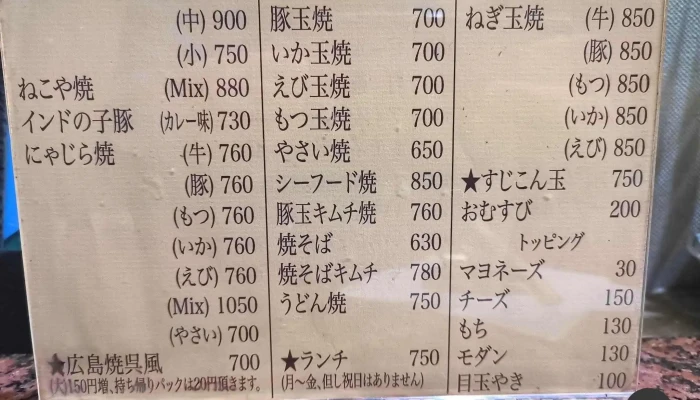 (中) 900
(小) 750
ねこや焼 (Mix) 880
インドの子豚 (カレー味) 730
にゃじら焼 (牛) 760
(豚) 760
(もつ) 760
(いか) 760
(えび) 760
(Mix) 1050
(やさい) 700
★広島焼呉風 700
(大)150円増、持ち帰りパックは20円頂きます。
豚玉焼 700
いか玉焼 700
えび玉焼 700
もつ玉焼 700
やさい焼 650
シーフード焼 850
豚玉キムチ焼 760
焼そば 630
焼そばキムチ 780
うどん焼 750
★ランチ 750
(月〜金、但し祝日はありません)
ねぎ玉焼 (牛) 850
(豚) 850
(もつ) 850
(いか) 850
(えび) 850
★すじこん玉 750
おむすび 200
トッピング
マヨネーズ 30
チーズ 150
もち 130
モダン 130
目玉やき 100